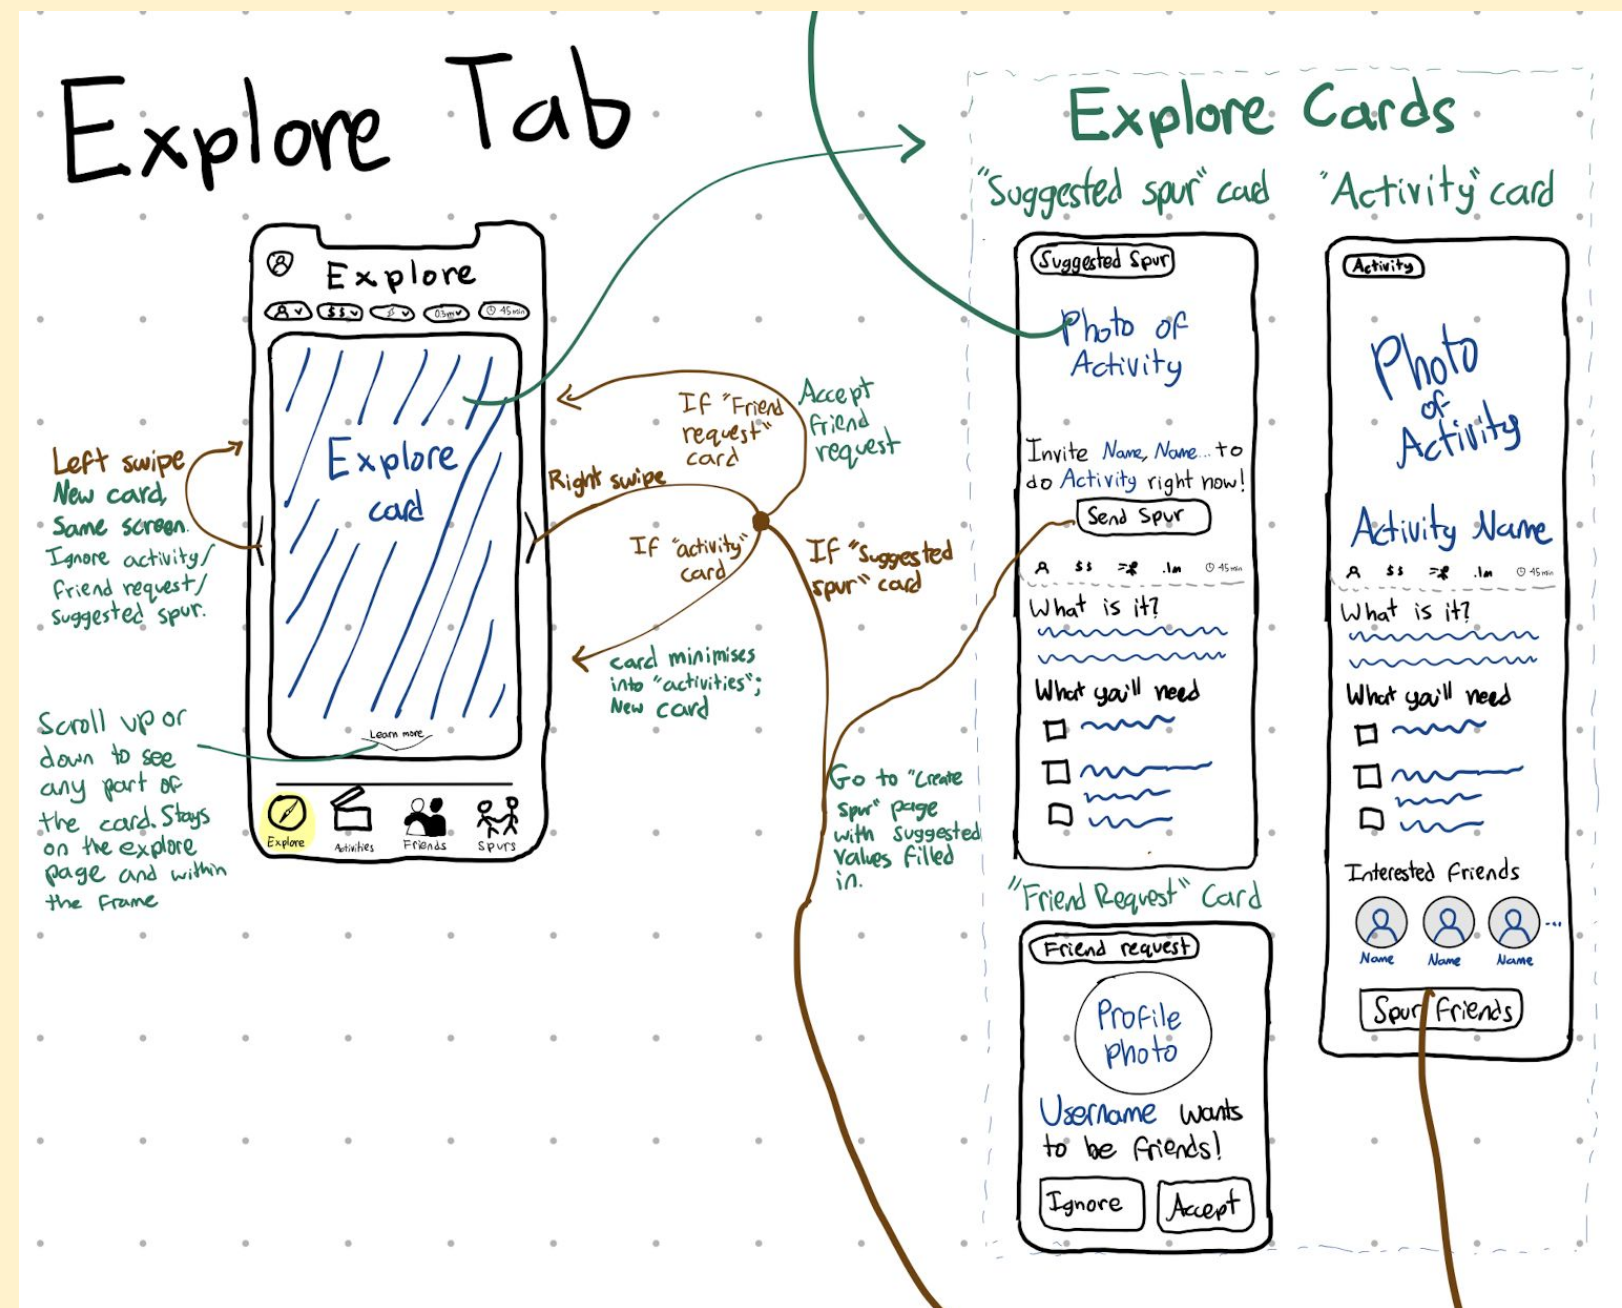 Explore Tab
Explore
$$
0.3m
45min
Explore
card
Learn more
Explore
Activities
Friends
Spurs
Left swipe
New card,
Same screen.
Ignore activity/
friend request/
suggested spur.
Scroll up or
down to see
any part of
the card. Stays
on the explore
page and within
the frame
Right swipe
If "Friend
request"
card
Accept
friend
request
If "activity"
card
card minimises
into "activities";
New card
If "Suggested
spur" card
Go to "Create
Spur" page
with suggested
values filled
in.
Explore Cards
"Suggested spur" card
Suggested Spur
Photo of
Activity
Invite Name, Name... to
do Activity right now!
Send Spur
$$
.1m
45min
What is it?
What you'll need
"Friend Request" Card
Friend request
Profile
photo
Username wants
to be friends!
Ignore
Accept
"Activity" card
Activity
Photo
of
Activity
Activity Name
$$
.1m
45min
What is it?
What you'll need
Interested friends
Name
Name
Name
...
Spur friends